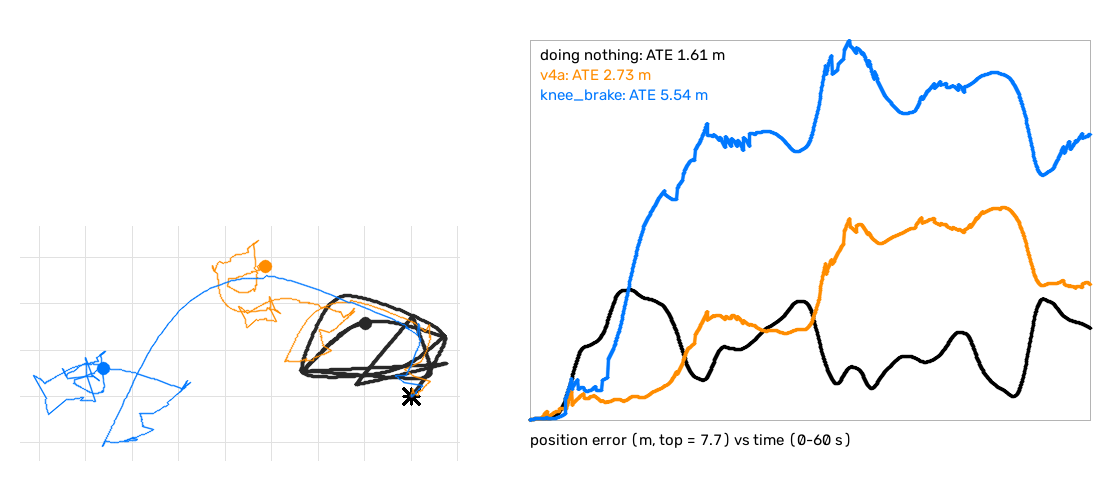 doing nothing: ATE 1.61 m
v4a: ATE 2.73 m
knee_brake: ATE 5.54 m
position error (m, top = 7.7) vs time (0-60 s)